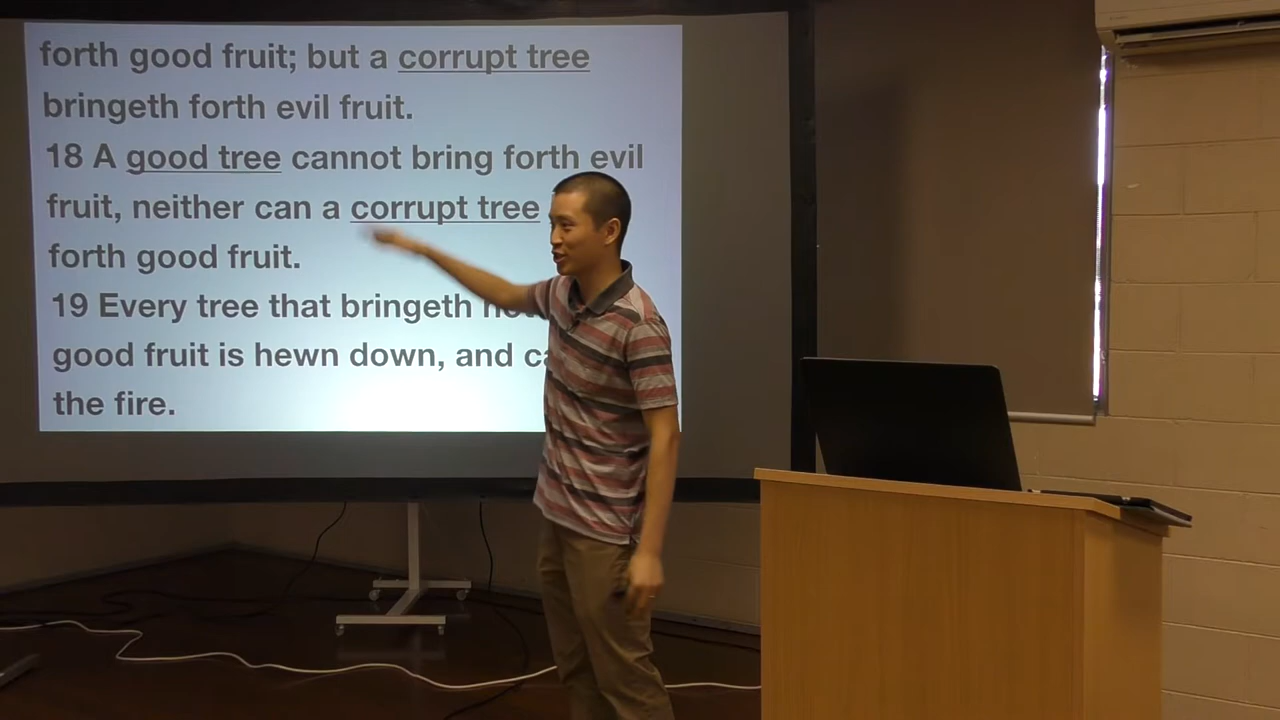 forth good fruit; but a corrupt tree
bringeth forth evil fruit.
18 A good tree cannot bring forth evil
fruit, neither can a corrupt tree
forth good fruit.
19 Every tree that bringeth
good fruit is hewn down, and
the fire.